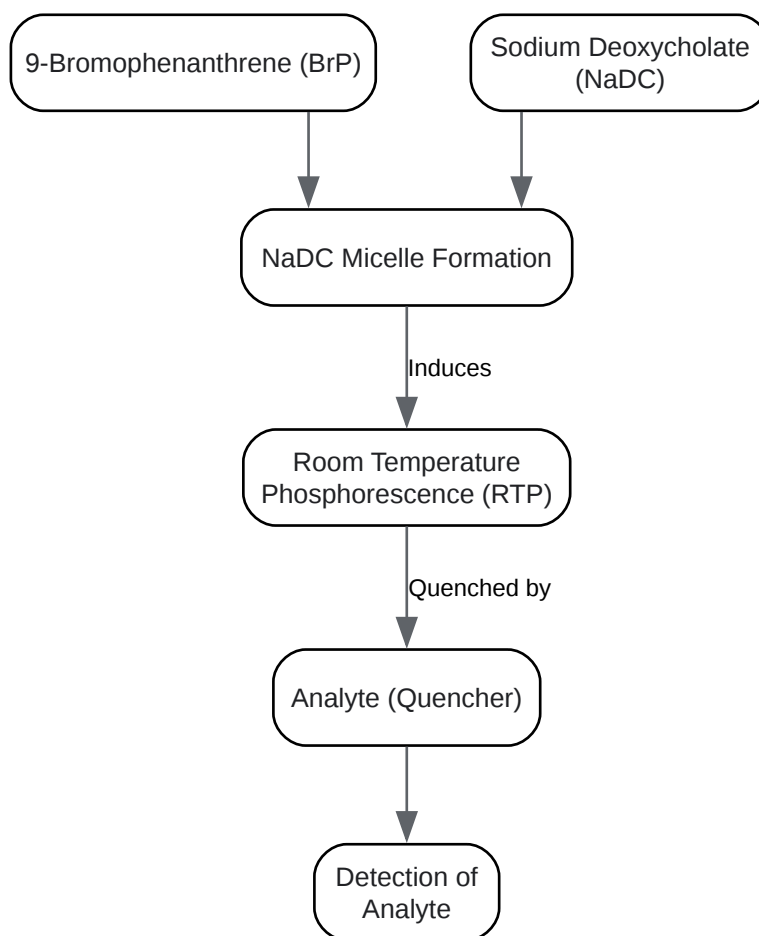 9-Bromophenanthrene (BrP)
Sodium Deoxycholate
(NaDC)
NaDC Micelle Formation
Induces
Room Temperature
Phosphorescence (RTP)
Quenched by
Analyte (Quencher)
Detection of
Analyte